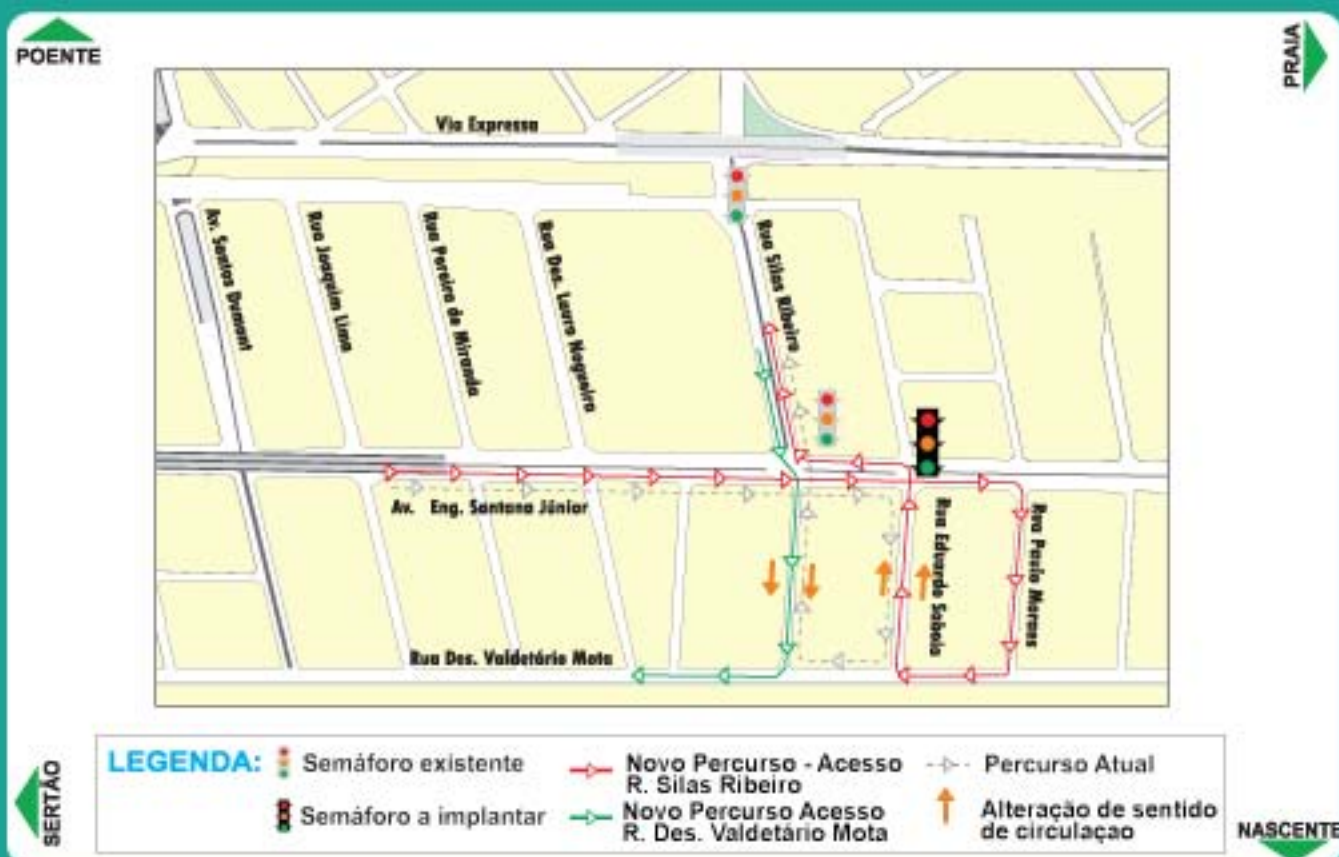 POENTE
PRAIA
Via Expressa
Av. Santos Dumont
Rua Joaquim Lima
Rua Pereira de Miranda
Rua Des. Lauro Nogueira
Rua Silas Ribeiro
Av. Eng. Santana Júnior
Rua Eduardo Saboia
Rua Paulo Moraes
Rua Des. Valdetário Mota
LEGENDA:
Semáforo existente
Semáforo a implantar
Novo Percurso - Acesso
R. Silas Ribeiro
Novo Percurso Acesso
R. Des. Valdetário Mota
Percurso Atual
Alteração de sentido
de circulaçao
SERTÃO
NASCENTE